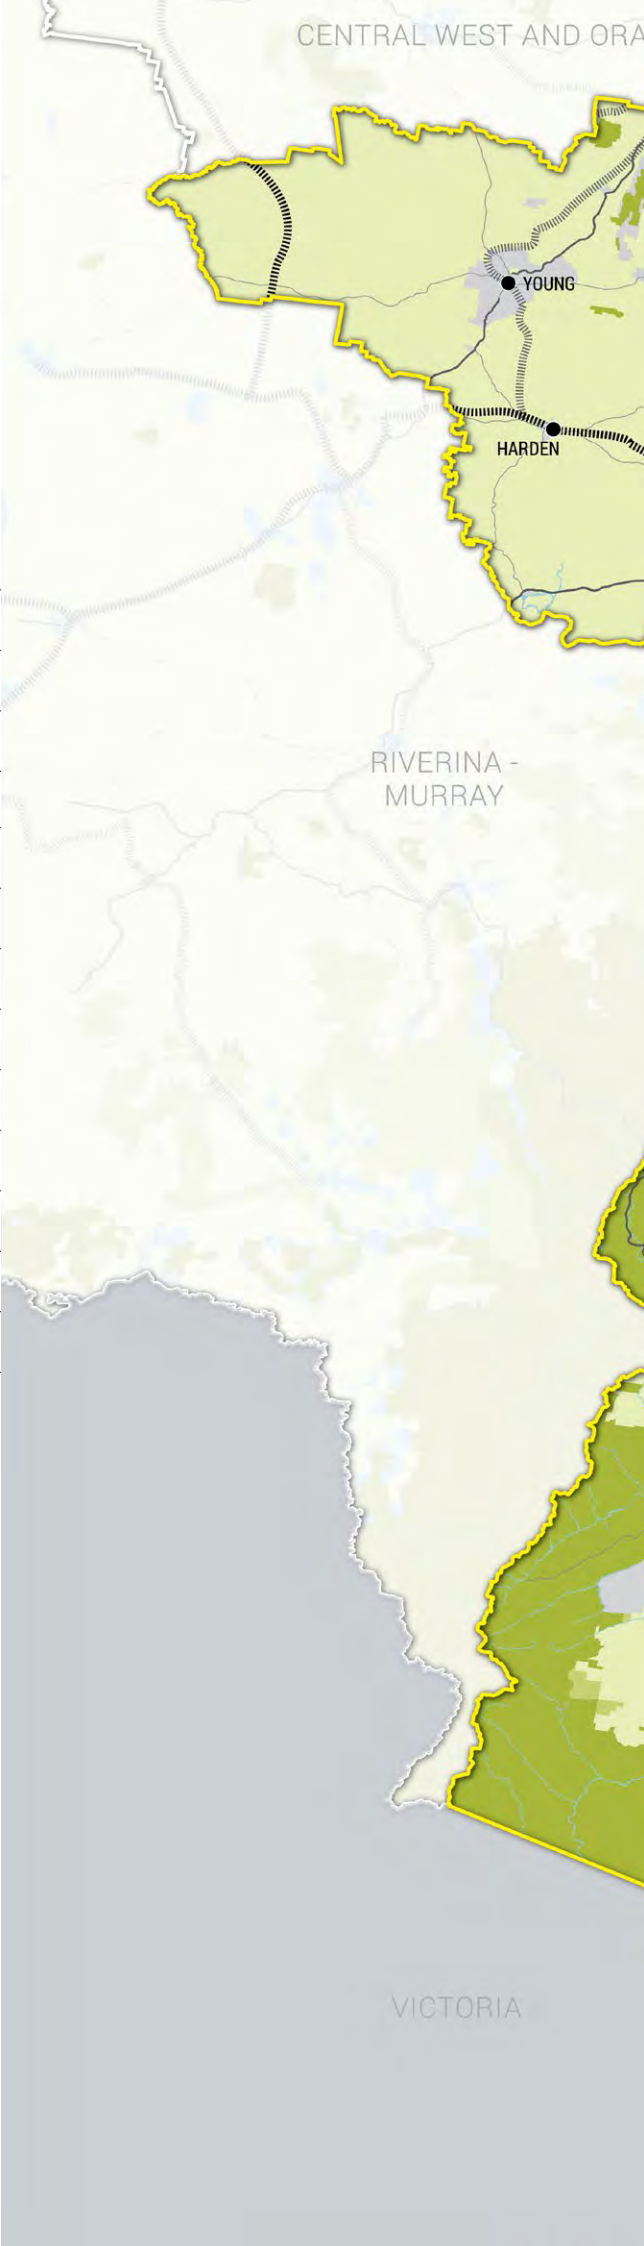 CENTRAL WEST AND ORA
YOUNG
HARDEN
RIVERINA -
MURRAY
VICTORIA